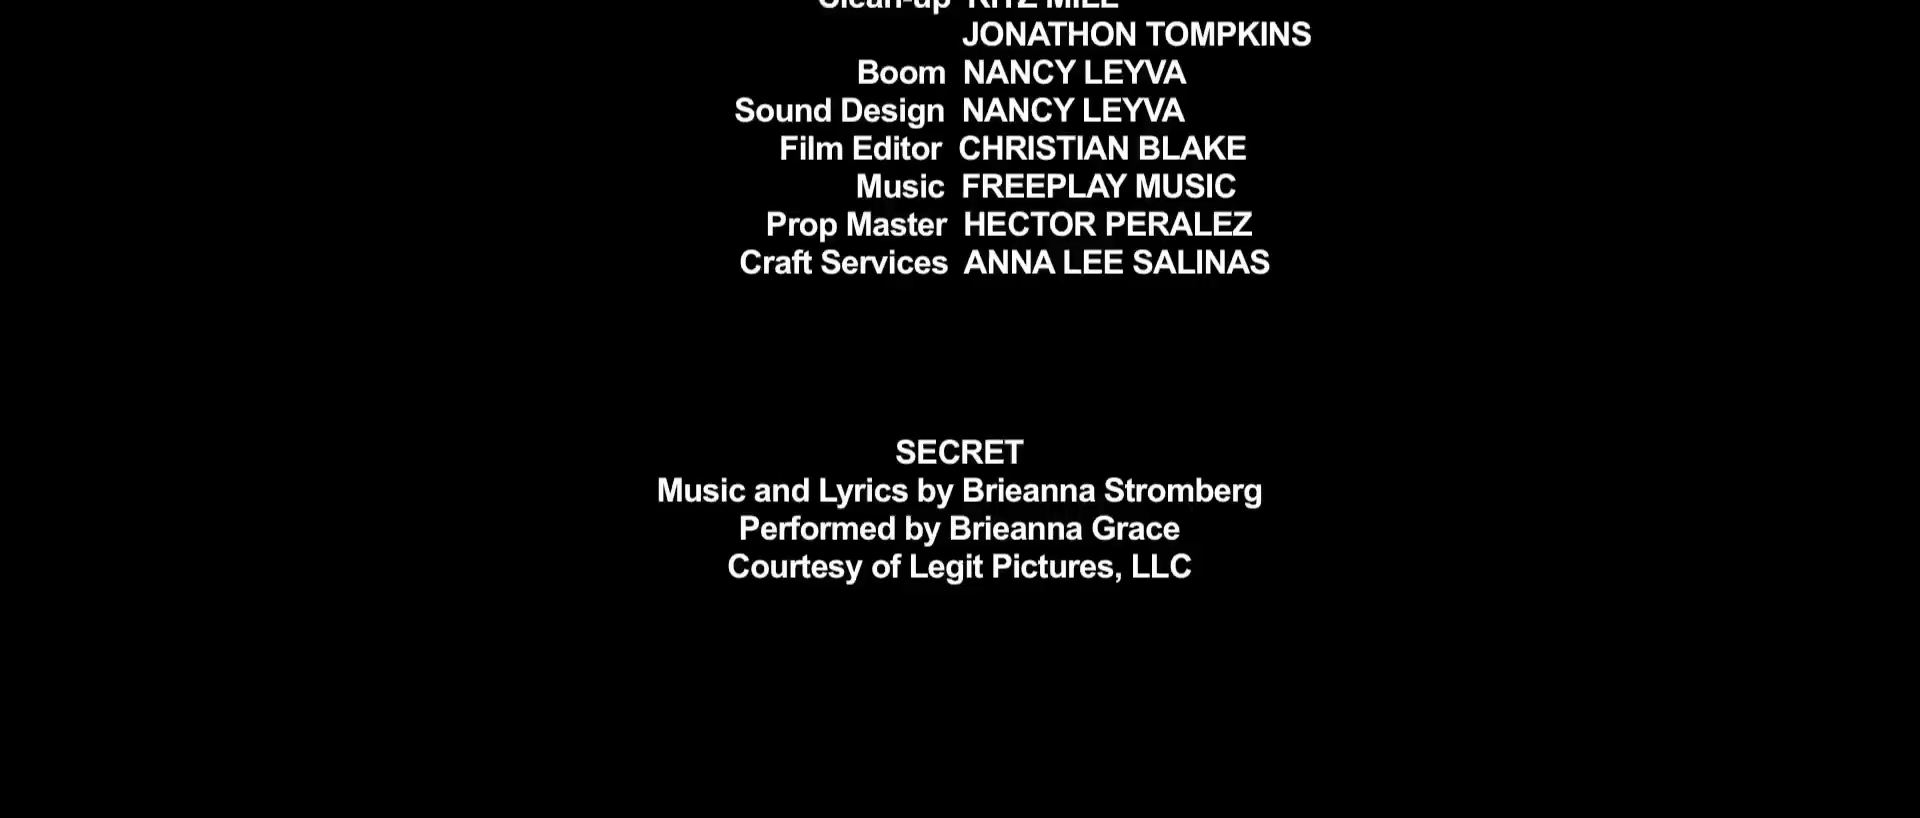 Clean-up
JONATHON TOMPKINS
Boom NANCY LEYVA
Sound Design NANCY LEYVA
Film Editor CHRISTIAN BLAKE
Music FREEPLAY MUSIC
Prop Master HECTOR PERALEZ
Craft Services ANNA LEE SALINAS
SECRET
Music and Lyrics by Brieanna Stromberg
Performed by Brieanna Grace
Courtesy of Legit Pictures, LLC